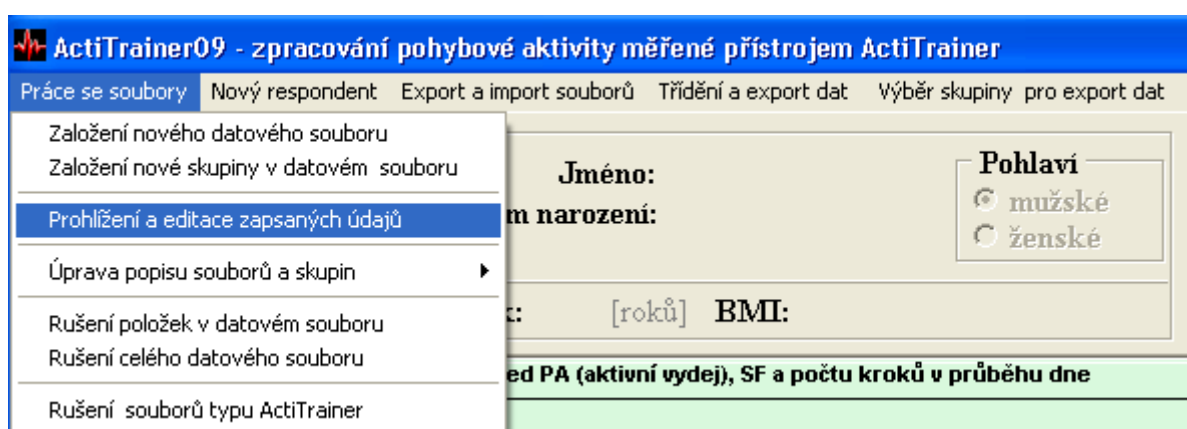 ActiTrainer09 - zpracování pohybové aktivity měřené přístrojem ActiTrainer
Práce se soubory Nový respondent Export a import souborů Třídění a export dat Výběr skupiny pro export dat
Založení nového datového souboru
Založení nové skupiny v datovém souboru
Prohlížení a editace zapsaných údajů
Úprava popisu souborů a skupin
Rušení položek v datovém souboru
Rušení celého datového souboru
Rušení souborů typu ActiTrainer
Jméno:
m narození:
Pohlaví
mužské
ženské
[roků] BMI:
ed PA (aktivní vydej), SF a počtu kroků v průběhu dne